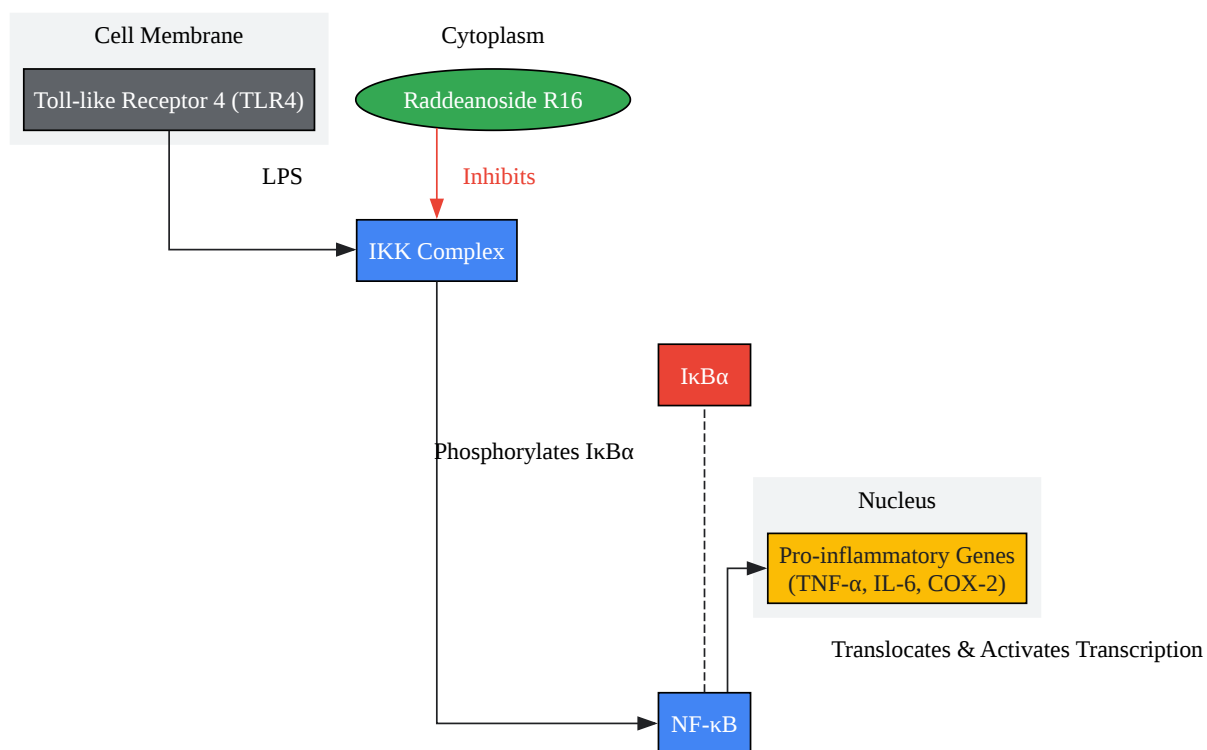 Cell Membrane
Cytoplasm
Toll-like Receptor 4 (TLR4)
Raddeanoside R16
LPS
Inhibits
IKK Complex
IκBα
Phosphorylates IκBα
Nucleus
Pro-inflammatory Genes
(TNF-α, IL-6, COX-2)
Translocates & Activates Transcription
NF-κB